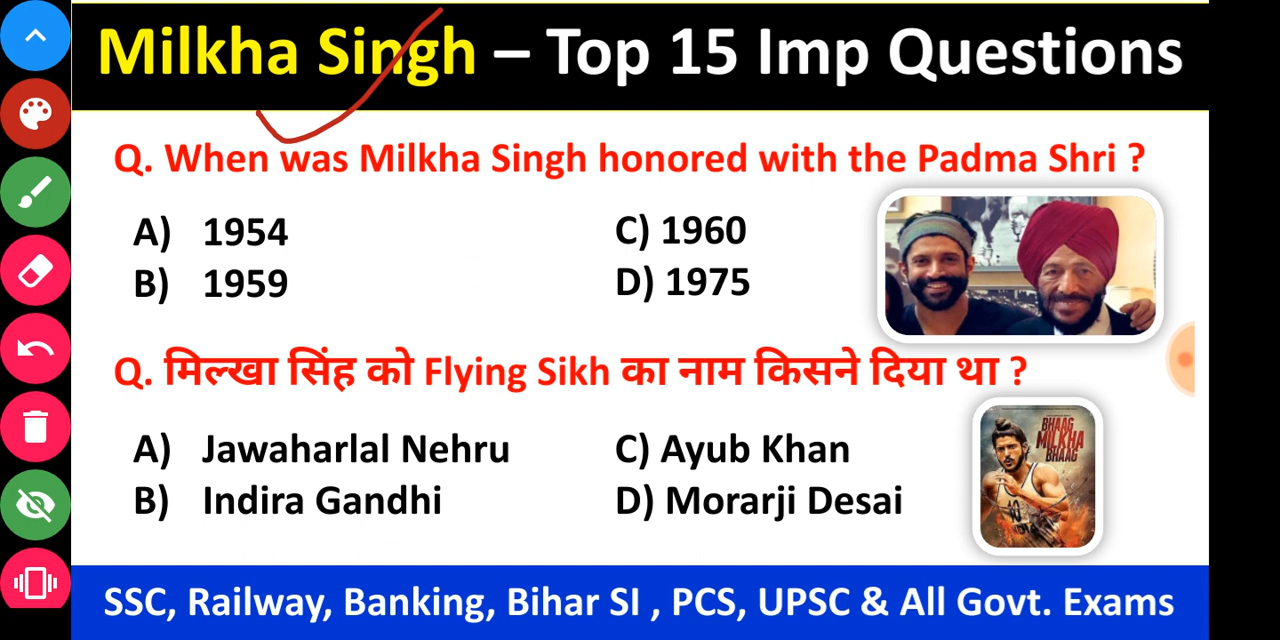 Milkha Singh – Top 15 Imp Questions
Q. When was Milkha Singh honored with the Padma Shri ?
A) 1954
C) 1960
B) 1959
D) 1975
Q. मिल्खा सिंह को Flying Sikh का नाम किसने दिया था ?
A) Jawaharlal Nehru
C) Ayub Khan
B) Indira Gandhi
D) Morarji Desai
BHAAG
MILKHA
BHAAG
SSC, Railway, Banking, Bihar SI , PCS, UPSC & All Govt. Exams